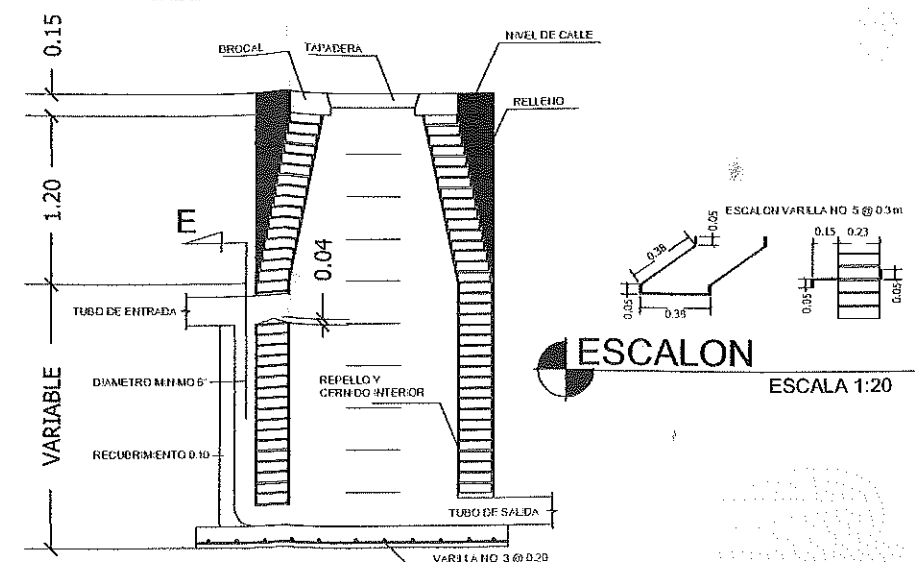 0.15
BROCAL
TAPADERA
NIVEL DE CALLE
RELLENO
1.20
E
0.04
TUBO DE ENTRADA
VARIABLE
DIAMETRO MINIMO 6"
REPELLO Y
CERNIDO INTERIOR
RECUBRIMIENTO 0.10
TUBO DE SALIDA
VARILLA NO. 3 @ 0.20
ESCALON VARILLA NO. 5 @ 0.3 m
0.05
0.15
0.23
0.38
0.05
0.38
0.05
0.05
ESCALON
ESCALA 1:20